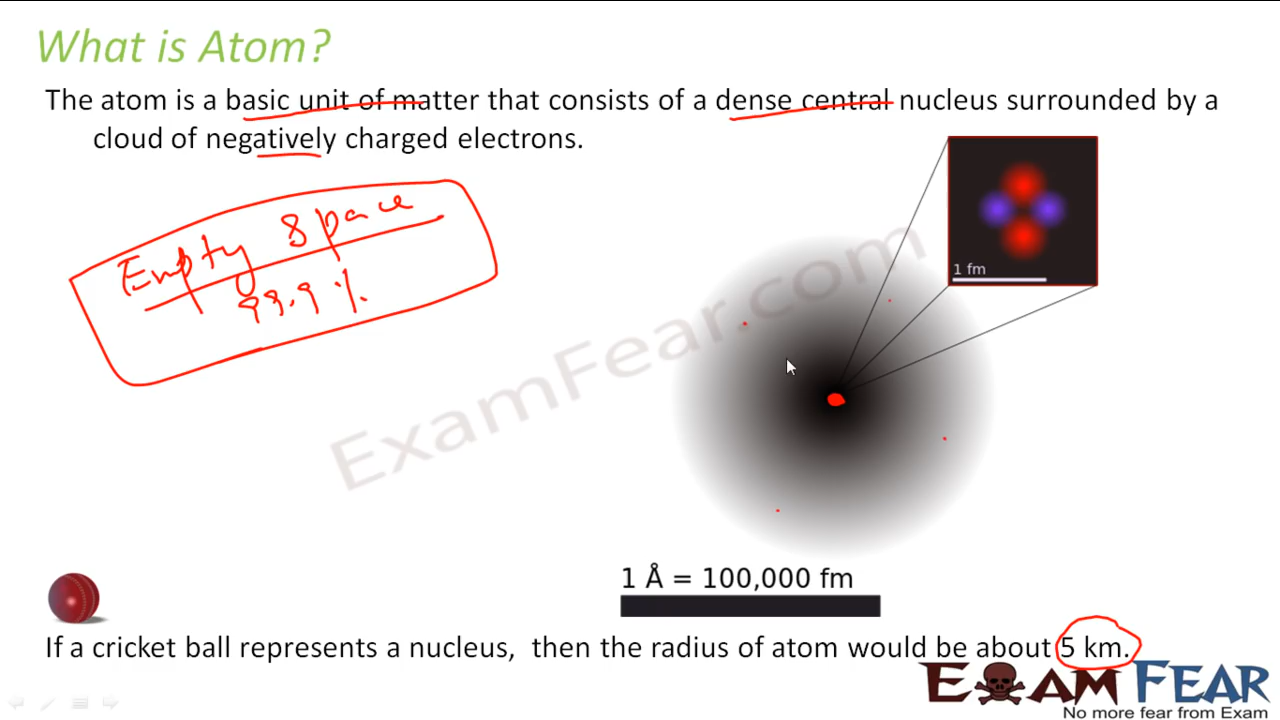 What is Atom?
The atom is a basic unit of matter that consists of a dense central nucleus surrounded by a
cloud of negatively charged electrons.
Empty Space
99.9 %
1 fm
ExamFear.com
1 Å = 100,000 fm
If a cricket ball represents a nucleus, then the radius of atom would be about 5 km.
EXAM FEAR
No more fear from Exam